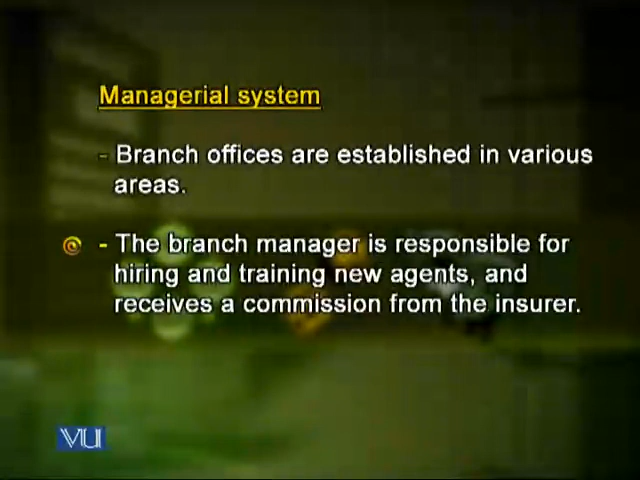 Managerial system
- Branch offices are established in various
areas.
- The branch manager is responsible for
hiring and training new agents, and
receives a commission from the insurer.
VU